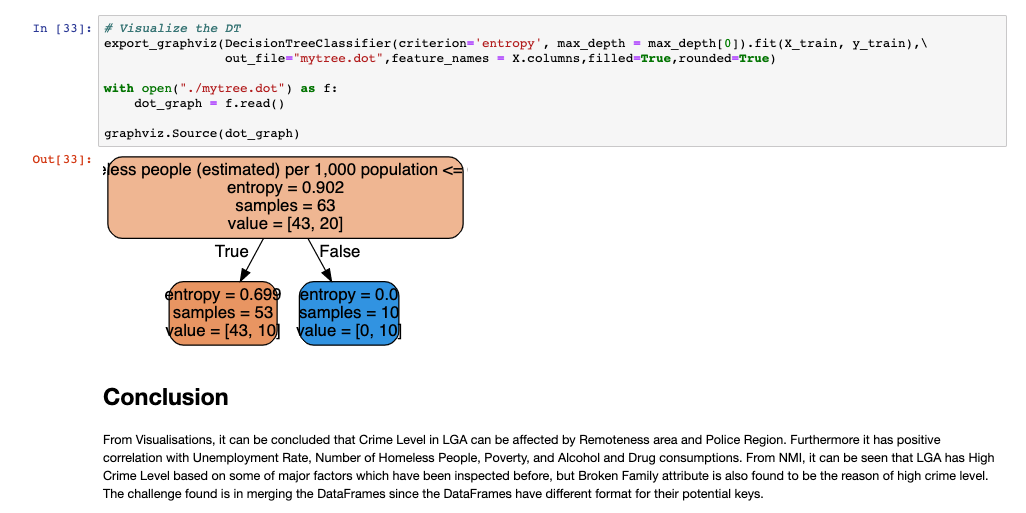 In [33]: # Visualize the DT
export_graphviz(DecisionTreeClassifier(criterion='entropy', max_depth = max_depth[0]).fit(X_train, y_train),\
out_file="mytree.dot",feature_names = X.columns,filled=True,rounded=True)
with open("./mytree.dot") as f:
dot_graph = f.read()
graphviz.Source(dot_graph)
Out[33]:
less people (estimated) per 1,000 population <=
entropy = 0.902
samples = 63
value = [43, 20]
True False
entropy = 0.699
samples = 53
value = [43, 10]
entropy = 0.0
samples = 10
value = [0, 10]
Conclusion
From Visualisations, it can be concluded that Crime Level in LGA can be affected by Remoteness area and Police Region. Furthermore it has positive
correlation with Unemployment Rate, Number of Homeless People, Poverty, and Alcohol and Drug consumptions. From NMI, it can be seen that LGA has High
Crime Level based on some of major factors which have been inspected before, but Broken Family attribute is also found to be the reason of high crime level.
The challenge found is in merging the DataFrames since the DataFrames have different format for their potential keys.